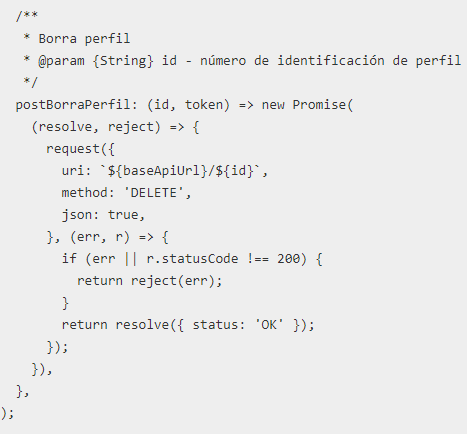 /**
 * Borra perfil
 * @param {String} id - número de identificación de perfil
 */
postBorraPerfil: (id, token) => new Promise(
  (resolve, reject) => {
    request({
      uri: `${baseApiUrl}/${id}`,
      method: 'DELETE',
      json: true,
    }, (err, r) => {
      if (err || r.statusCode !== 200) {
        return reject(err);
      }
      return resolve({ status: 'OK' });
    });
  }),
},
);